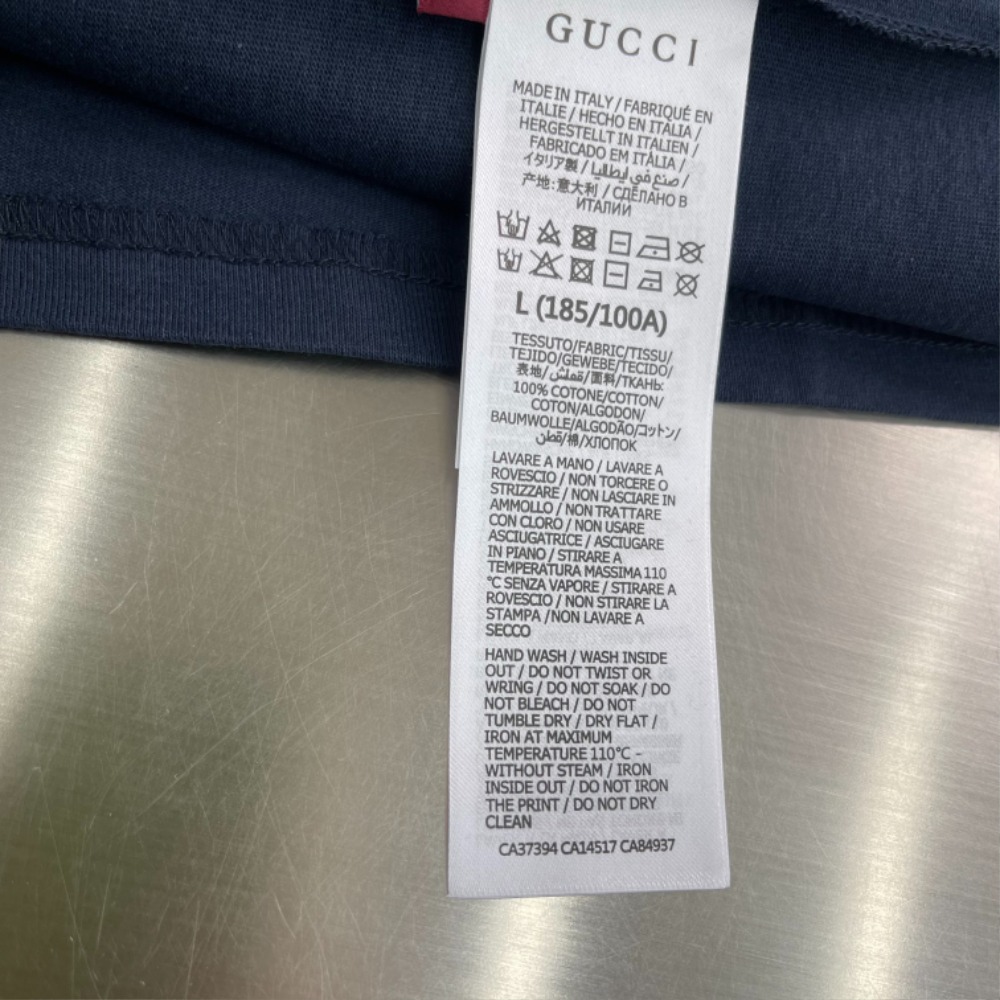 GUCCI
MADE IN ITALY / FABRIQUÉ EN
ITALIE / HECHO EN ITALIA /
HERGESTELLT IN ITALIEN /
FABRICADO EM ITÀLIA /
イタリア製 / صنع في إيطاليا /
产地:意大利 / СДЕЛАНО В
ИТАЛИИ
L (185/100A)
TESSUTO/FABRIC/TISSU/
TEJIDO/GEWEBE/TECIDO/
表地/قماش/面料/ТКАНЬ:
100% COTONE/COTTON/
COTON/ALGODON/
BAUMWOLLE/ALGODÃO/コットン/
قطن/棉/ХЛОПОК
LAVARE A MANO / LAVARE A
ROVESCIO / NON TORCERE O
STRIZZARE / NON LASCIARE IN
AMMOLLO / NON TRATTARE
CON CLORO / NON USARE
ASCIUGATRICE / ASCIUGARE
IN PIANO / STIRARE A
TEMPERATURA MASSIMA 110
°C SENZA VAPORE / STIRARE A
ROVESCIO / NON STIRARE LA
STAMPA /NON LAVARE A
SECCO
HAND WASH / WASH INSIDE
OUT / DO NOT TWIST OR
WRING / DO NOT SOAK / DO
NOT BLEACH / DO NOT
TUMBLE DRY / DRY FLAT /
IRON AT MAXIMUM
TEMPERATURE 110°C -
WITHOUT STEAM / IRON
INSIDE OUT / DO NOT IRON
THE PRINT / DO NOT DRY
CLEAN
CA37394 CA14517 CA84937